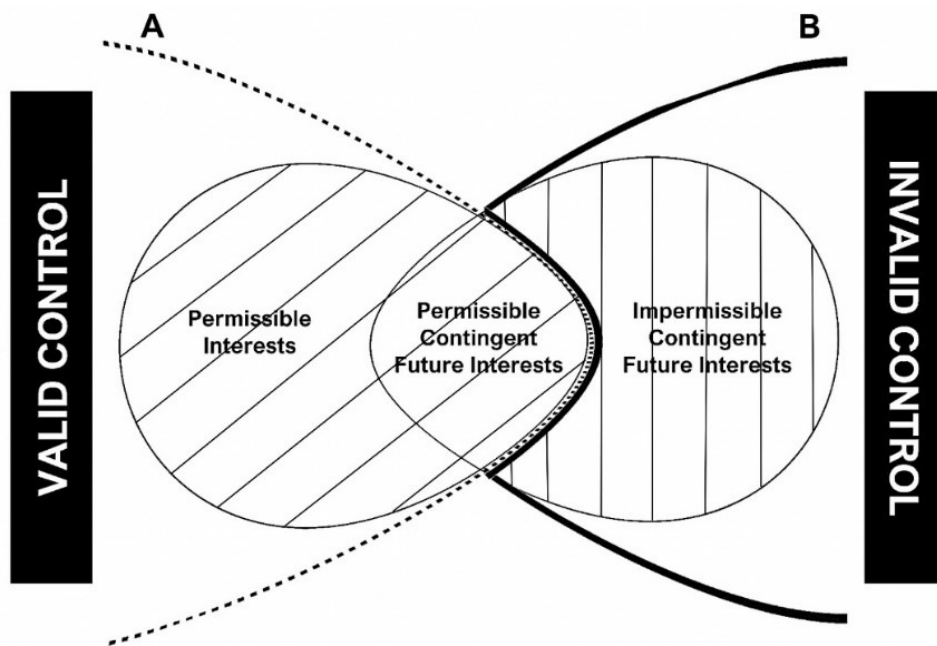 A
B
VALID CONTROL
Permissible
Interests
Permissible
Contingent
Future Interests
Impermissible
Contingent
Future Interests
INVALID CONTROL